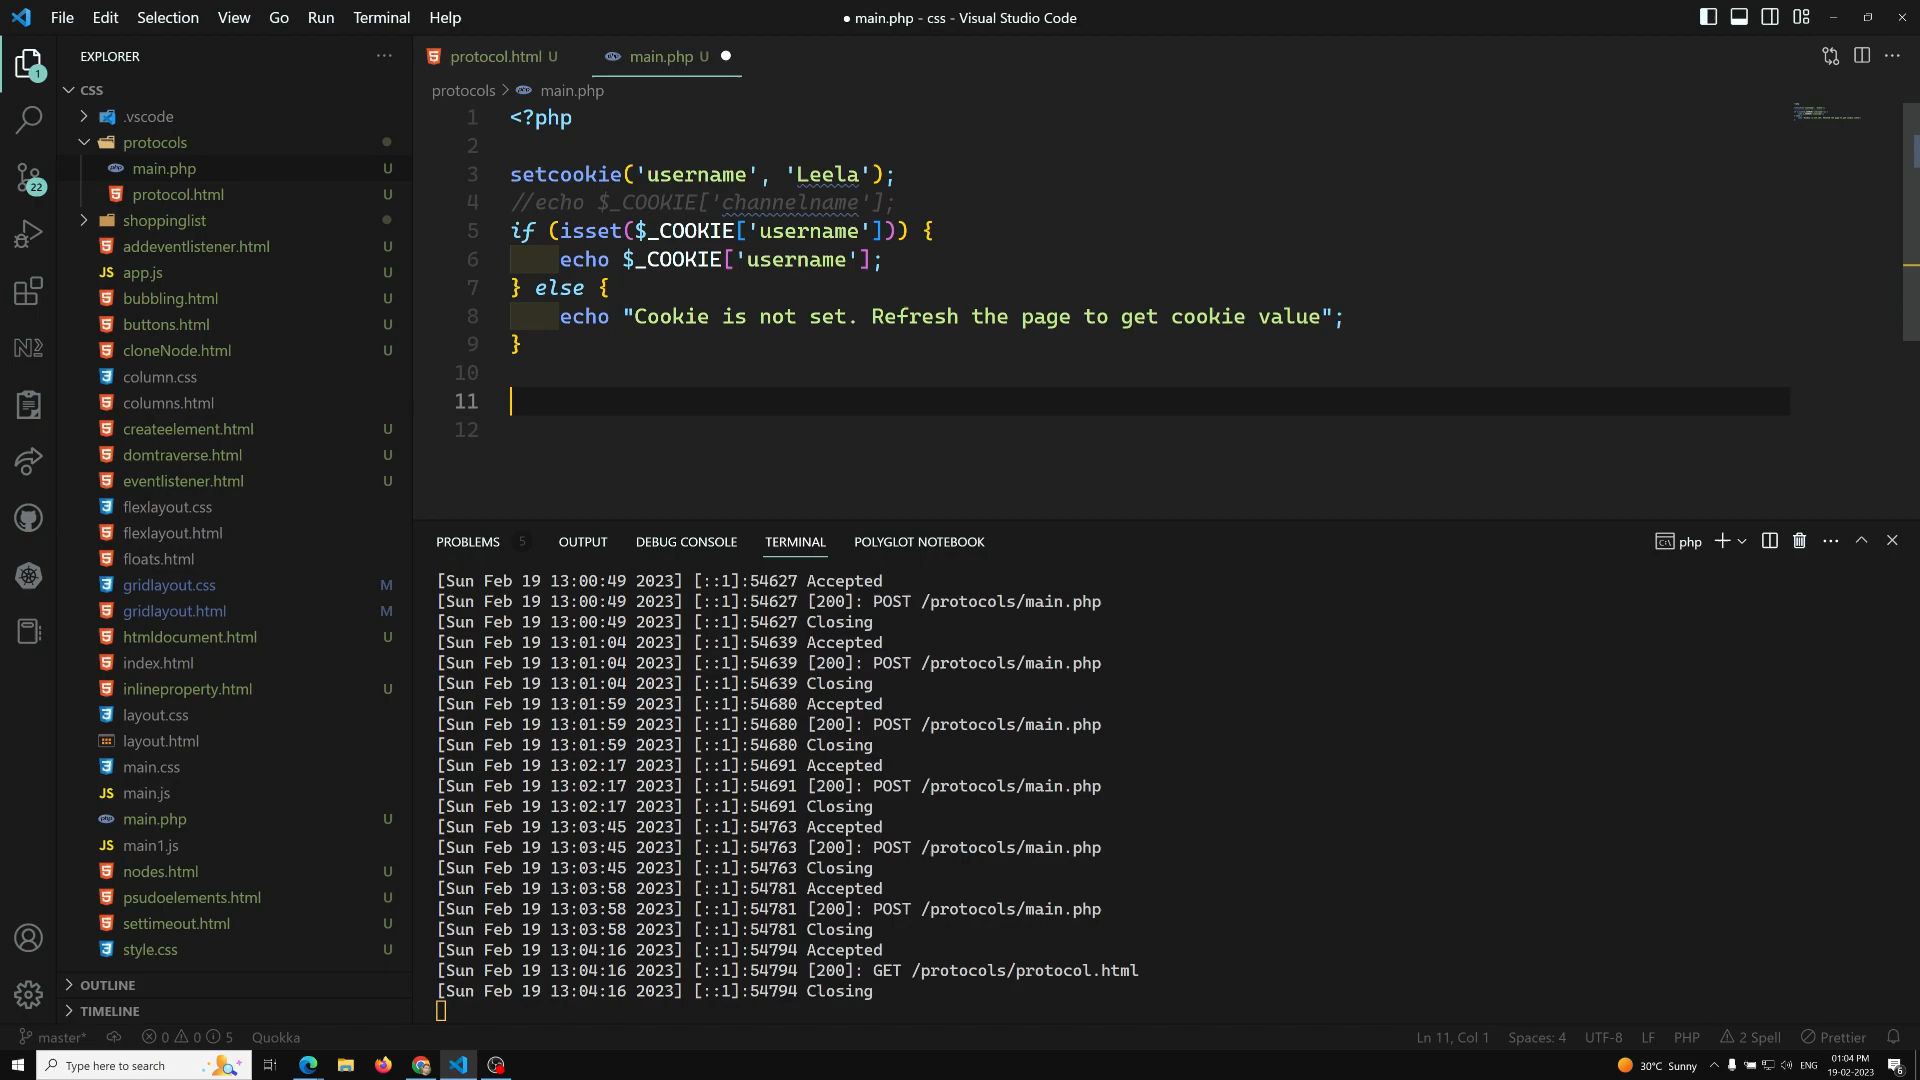 File Edit Selection View Go Run Terminal Help
● main.php - css - Visual Studio Code
EXPLORER
CSS
.vscode
protocols
main.php U
protocol.html U
shoppinglist
addeventlistener.html U
JS app.js U
bubbling.html U
buttons.html U
cloneNode.html U
column.css
columns.html
createelement.html U
domtraverse.html U
eventlistener.html U
flexlayout.css
flexlayout.html
floats.html
gridlayout.css M
gridlayout.html M
htmldocument.html U
index.html
inlineproperty.html U
layout.css
layout.html
main.css
JS main.js
main.php U
JS main1.js
nodes.html U
psudoelements.html U
settimeout.html U
style.css U
OUTLINE
TIMELINE
1
22
protocol.html U
main.php U
protocols > main.php
1 <?php
2
3 setcookie('username', 'Leela');
4 //echo $_COOKIE['channelname'];
5 if (isset($_COOKIE['username'])) {
6 echo $_COOKIE['username'];
7 } else {
8 echo "Cookie is not set. Refresh the page to get cookie value";
9 }
10
11
12
PROBLEMS 5 OUTPUT DEBUG CONSOLE TERMINAL POLYGLOT NOTEBOOK
php
[Sun Feb 19 13:00:49 2023] [::1]:54627 Accepted
[Sun Feb 19 13:00:49 2023] [::1]:54627 [200]: POST /protocols/main.php
[Sun Feb 19 13:00:49 2023] [::1]:54627 Closing
[Sun Feb 19 13:01:04 2023] [::1]:54639 Accepted
[Sun Feb 19 13:01:04 2023] [::1]:54639 [200]: POST /protocols/main.php
[Sun Feb 19 13:01:04 2023] [::1]:54639 Closing
[Sun Feb 19 13:01:59 2023] [::1]:54680 Accepted
[Sun Feb 19 13:01:59 2023] [::1]:54680 [200]: POST /protocols/main.php
[Sun Feb 19 13:01:59 2023] [::1]:54680 Closing
[Sun Feb 19 13:02:17 2023] [::1]:54691 Accepted
[Sun Feb 19 13:02:17 2023] [::1]:54691 [200]: POST /protocols/main.php
[Sun Feb 19 13:02:17 2023] [::1]:54691 Closing
[Sun Feb 19 13:03:45 2023] [::1]:54763 Accepted
[Sun Feb 19 13:03:45 2023] [::1]:54763 [200]: POST /protocols/main.php
[Sun Feb 19 13:03:45 2023] [::1]:54763 Closing
[Sun Feb 19 13:03:58 2023] [::1]:54781 Accepted
[Sun Feb 19 13:03:58 2023] [::1]:54781 [200]: POST /protocols/main.php
[Sun Feb 19 13:03:58 2023] [::1]:54781 Closing
[Sun Feb 19 13:04:16 2023] [::1]:54794 Accepted
[Sun Feb 19 13:04:16 2023] [::1]:54794 [200]: GET /protocols/protocol.html
[Sun Feb 19 13:04:16 2023] [::1]:54794 Closing
master* 0 0 5 Quokka
Ln 11, Col 1 Spaces: 4 UTF-8 LF PHP 2 Spell Prettier
Type here to search
30°C Sunny ENG
01:04 PM
19-02-2023
6